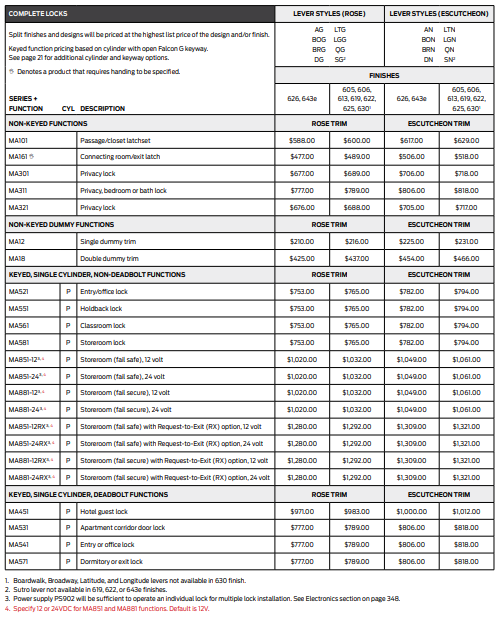 COMPLETE LOCKS LEVER STYLES (ROSE) LEVER STYLES (ESCUTCHEON)
Split finishes and designs will be priced at the highest list price of the design and/or finish.
Keyed function pricing based on cylinder with open Falcon G keyway.
See page 21 for additional cylinder and keyway options.
Denotes a product that requires handing to be specified.
AG LTG AN LTN
BOG LGG BON LGN
BRG QG BRN QN
DG SG² DN SN²
FINISHES
SERIES + FUNCTION CYL DESCRIPTION 626, 643e 605, 606, 613, 619, 622, 625, 630¹ 626, 643e 605, 606, 613, 619, 622, 625, 630¹
NON-KEYED FUNCTIONS ROSE TRIM ESCUTCHEON TRIM
MA101 Passage/closet latchset $588.00 $600.00 $617.00 $629.00
MA161 Connecting room/exit latch $477.00 $489.00 $506.00 $518.00
MA301 Privacy lock $677.00 $689.00 $706.00 $718.00
MA311 Privacy, bedroom or bath lock $777.00 $789.00 $806.00 $818.00
MA321 Privacy lock $676.00 $688.00 $705.00 $717.00
NON-KEYED DUMMY FUNCTIONS ROSE TRIM ESCUTCHEON TRIM
MA12 Single dummy trim $210.00 $216.00 $225.00 $231.00
MA18 Double dummy trim $425.00 $437.00 $454.00 $466.00
KEYED, SINGLE CYLINDER, NON-DEADBOLT FUNCTIONS ROSE TRIM ESCUTCHEON TRIM
MA521 P Entry/office lock $753.00 $765.00 $782.00 $794.00
MA551 P Holdback lock $753.00 $765.00 $782.00 $794.00
MA561 P Classroom lock $753.00 $765.00 $782.00 $794.00
MA581 P Storeroom lock $753.00 $765.00 $782.00 $794.00
MA851-12³,⁴ P Storeroom (fail safe), 12 volt $1,020.00 $1,032.00 $1,049.00 $1,061.00
MA851-24³,⁴ P Storeroom (fail safe), 24 volt $1,020.00 $1,032.00 $1,049.00 $1,061.00
MA881-12³,⁴ P Storeroom (fail secure), 12 volt $1,020.00 $1,032.00 $1,049.00 $1,061.00
MA881-24³,⁴ P Storeroom (fail secure), 24 volt $1,020.00 $1,032.00 $1,049.00 $1,061.00
MA851-12RX³,⁴ P Storeroom (fail safe) with Request-to-Exit (RX) option, 12 volt $1,280.00 $1,292.00 $1,309.00 $1,321.00
MA851-24RX³,⁴ P Storeroom (fail safe) with Request-to-Exit (RX) option, 24 volt $1,280.00 $1,292.00 $1,309.00 $1,321.00
MA881-12RX³,⁴ P Storeroom (fail secure) with Request-to-Exit (RX) option, 12 volt $1,280.00 $1,292.00 $1,309.00 $1,321.00
MA881-24RX³,⁴ P Storeroom (fail secure) with Request-to-Exit (RX) option, 24 volt $1,280.00 $1,292.00 $1,309.00 $1,321.00
KEYED, SINGLE CYLINDER, DEADBOLT FUNCTIONS ROSE TRIM ESCUTCHEON TRIM
MA451 P Hotel guest lock $971.00 $983.00 $1,000.00 $1,012.00
MA531 P Apartment corridor door lock $777.00 $789.00 $806.00 $818.00
MA541 P Entry or office lock $777.00 $789.00 $806.00 $818.00
MA571 P Dormitory or exit lock $777.00 $789.00 $806.00 $818.00
1. Boardwalk, Broadway, Latitude, and Longitude levers not available in 630 finish.
2. Sutro lever not available in 619, 622, or 643e finishes.
3. Power supply PS902 will be sufficient to operate an individual lock for multiple lock installation. See Electronics section on page 348.
4. Specify 12 or 24VDC for MA851 and MA881 functions. Default is 12V.